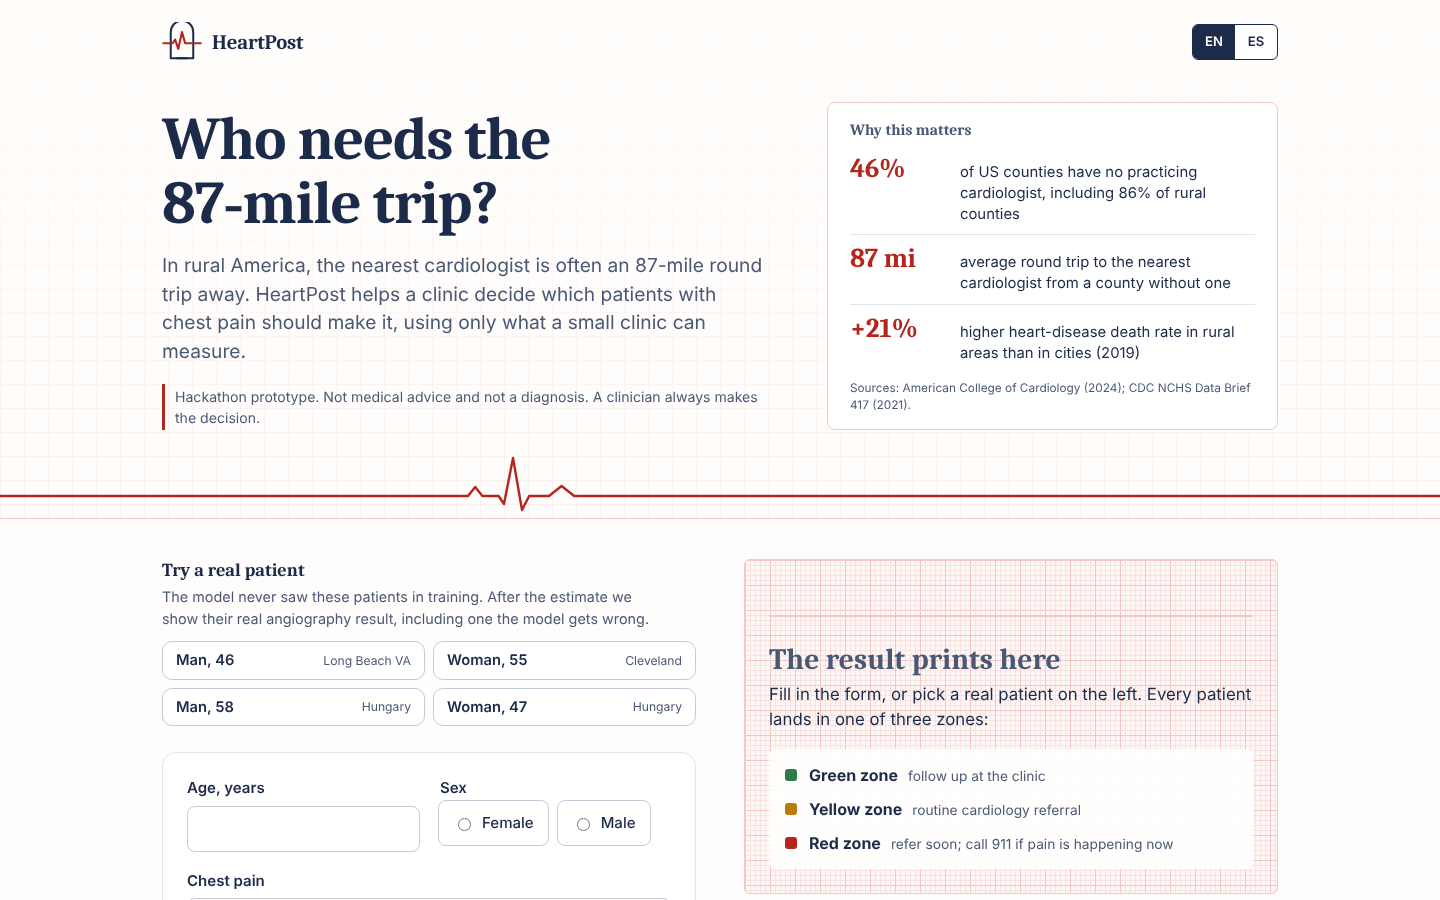 HeartPost
EN ES
Who needs the
87-mile trip?
In rural America, the nearest cardiologist is often an 87-mile round
trip away. HeartPost helps a clinic decide which patients with
chest pain should make it, using only what a small clinic can
measure.
Hackathon prototype. Not medical advice and not a diagnosis. A clinician always makes
the decision.
Why this matters
46% of US counties have no practicing
cardiologist, including 86% of rural
counties
87 mi average round trip to the nearest
cardiologist from a county without one
+21% higher heart-disease death rate in rural
areas than in cities (2019)
Sources: American College of Cardiology (2024); CDC NCHS Data Brief
417 (2021).
Try a real patient
The model never saw these patients in training. After the estimate we
show their real angiography result, including one the model gets wrong.
Man, 46 Long Beach VA
Woman, 55 Cleveland
Man, 58 Hungary
Woman, 47 Hungary
Age, years
Sex
Female
Male
Chest pain
The result prints here
Fill in the form, or pick a real patient on the left. Every patient
lands in one of three zones:
Green zone follow up at the clinic
Yellow zone routine cardiology referral
Red zone refer soon; call 911 if pain is happening now